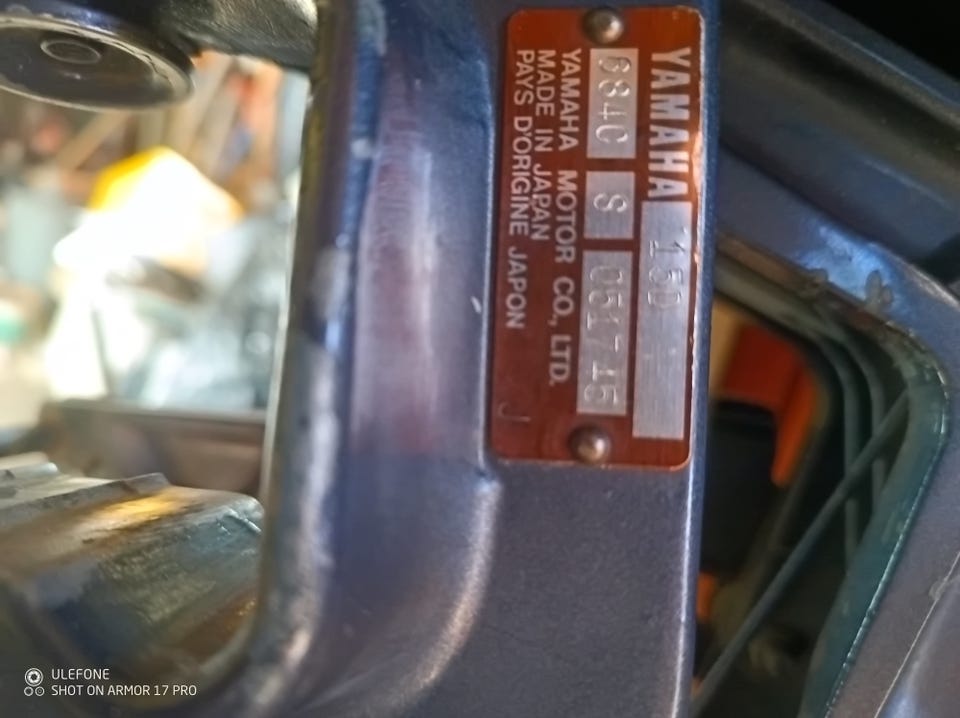 YAMAHA 15D
684C S 051715
YAMAHA MOTOR CO., LTD.
MADE IN JAPAN
PAYS D'ORIGINE JAPON
J
ULEFONE
SHOT ON ARMOR 17 PRO